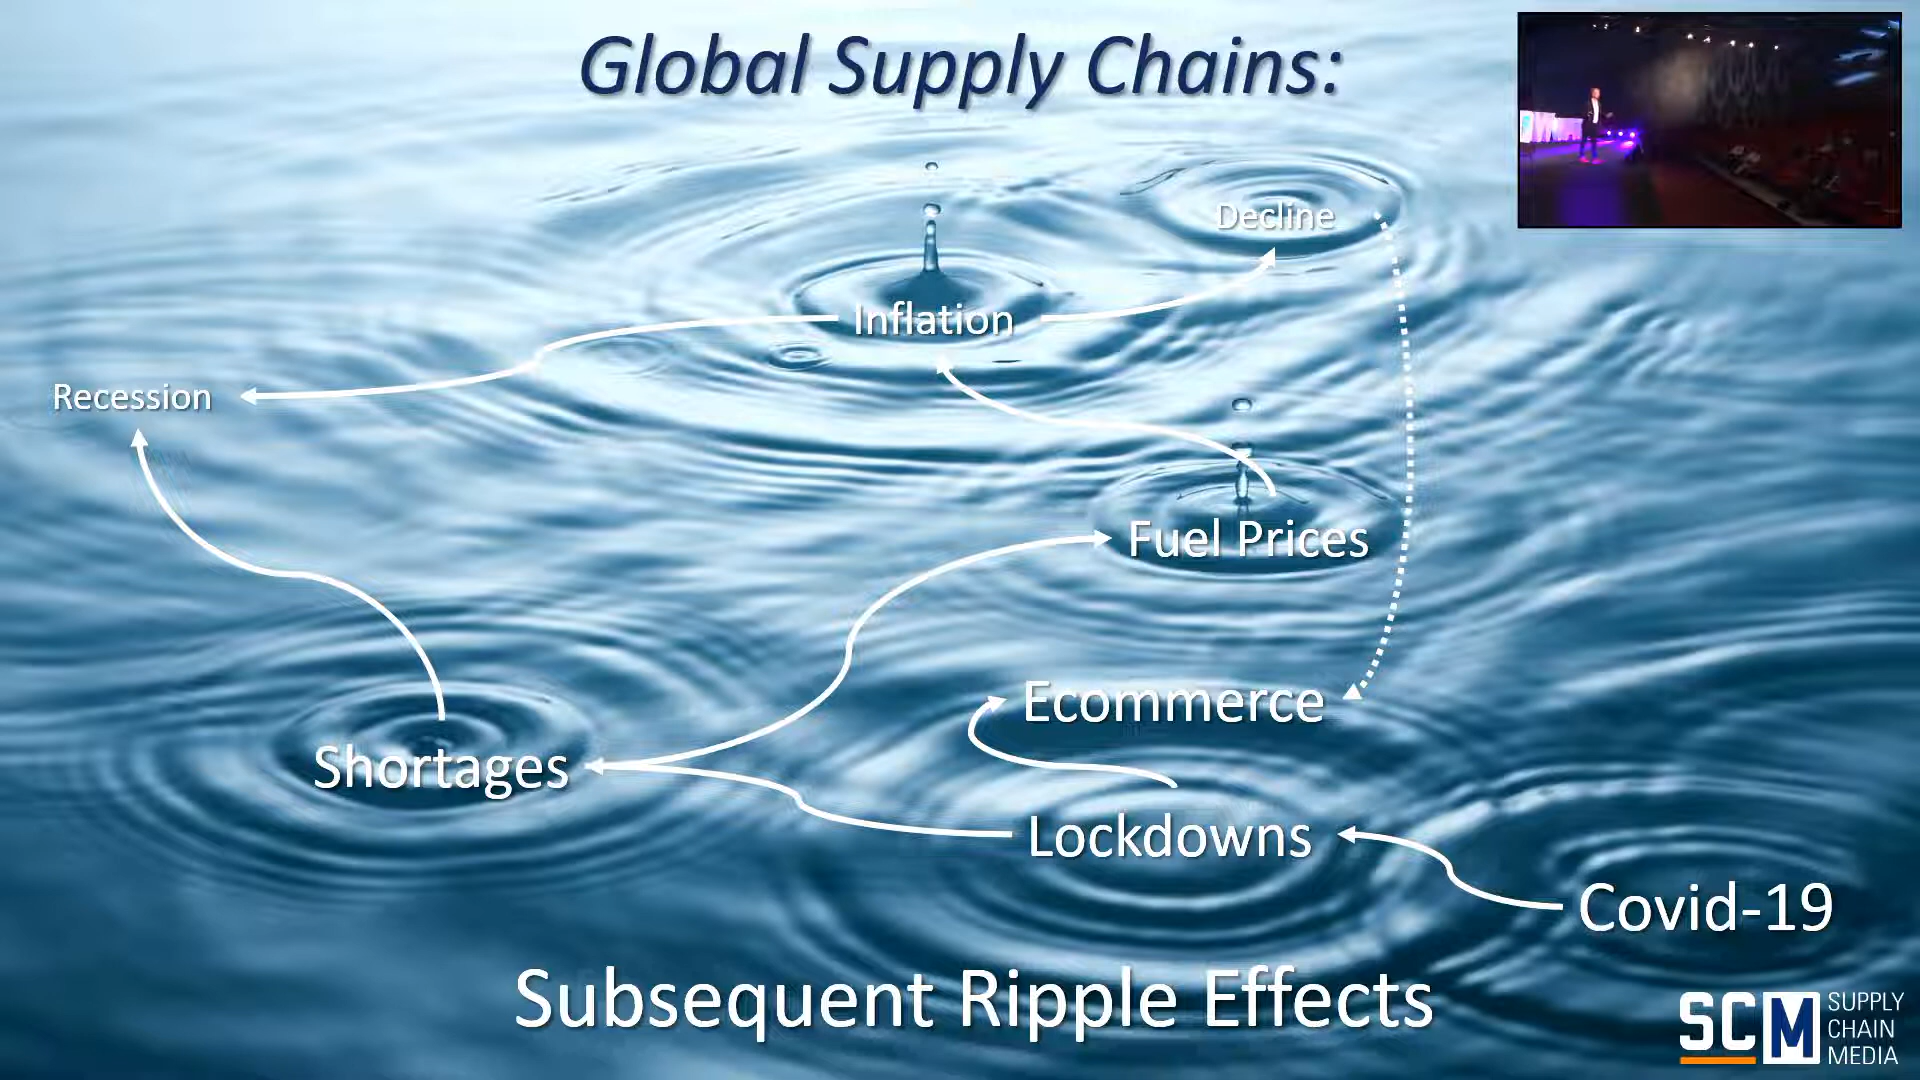 Global Supply Chains:
Decline
Inflation
Recession
Fuel Prices
Ecommerce
Shortages
Lockdowns
Covid-19
Subsequent Ripple Effects
SCM
SUPPLY
CHAIN
MEDIA